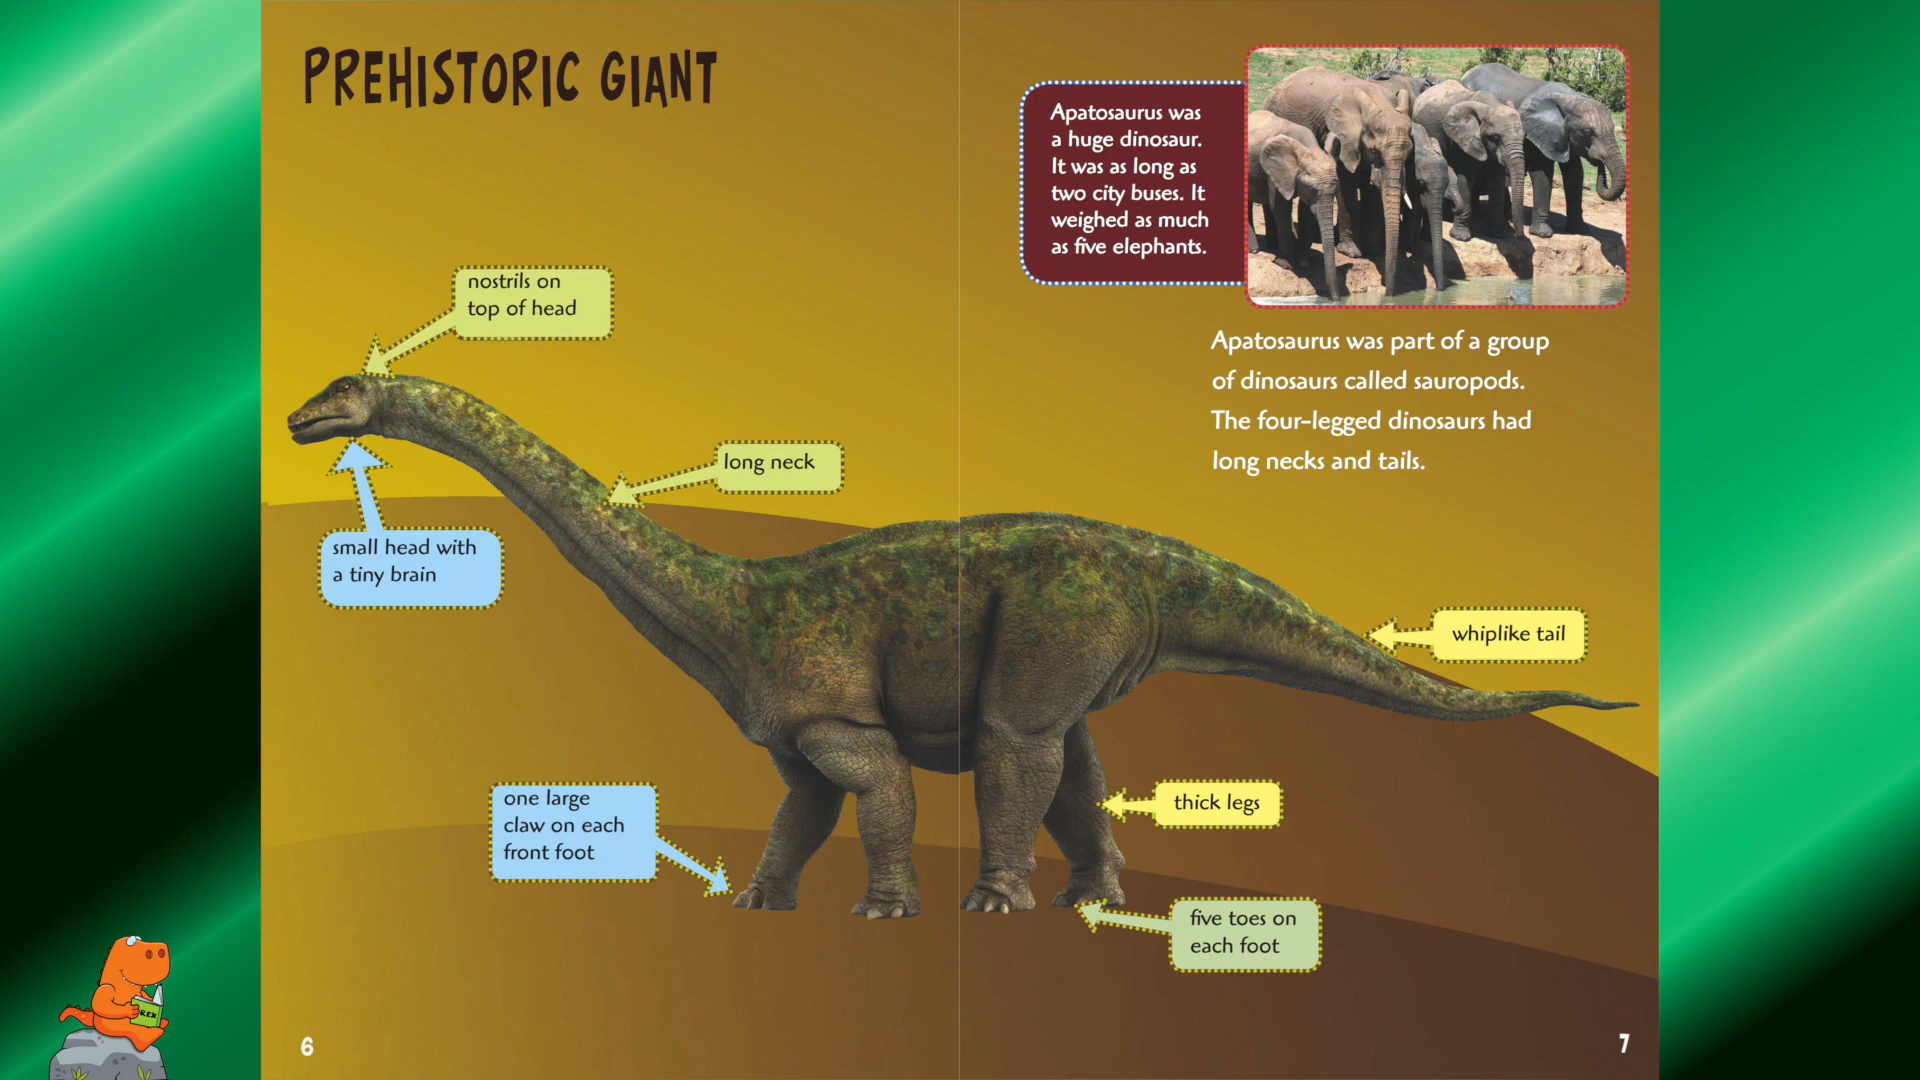 PREHISTORIC GIANT
nostrils on
top of head
long neck
small head with
a tiny brain
one large
claw on each
front foot
6
Apatosaurus was
a huge dinosaur.
It was as long as
two city buses. It
weighed as much
as five elephants.
Apatosaurus was part of a group
of dinosaurs called sauropods.
The four-legged dinosaurs had
long necks and tails.
whiplike tail
thick legs
five toes on
each foot
7
REX